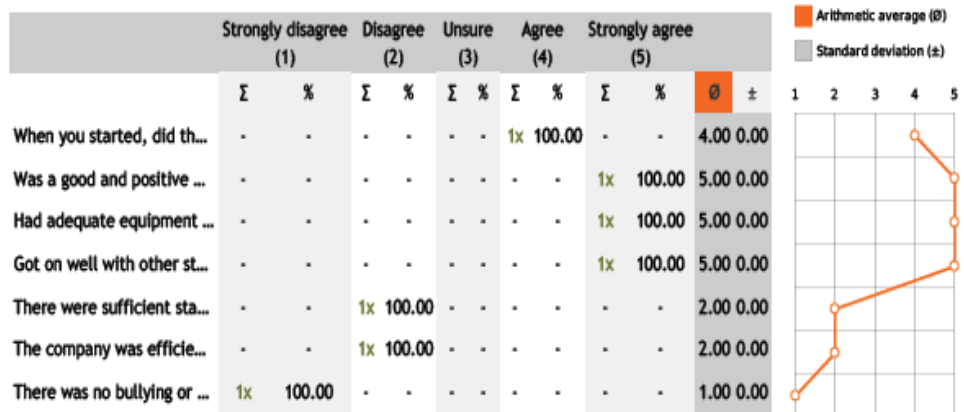 Arithmetic average (Ø)
Standard deviation (±)
Strongly disagree Disagree Unsure Agree Strongly agree
(1) (2) (3) (4) (5)
Σ % Σ % Σ % Σ % Σ % Ø ± 1 2 3 4 5
When you started, did th... - - - - - - 1x 100.00 - - 4.00 0.00
Was a good and positive ... - - - - - - - - 1x 100.00 5.00 0.00
Had adequate equipment ... - - - - - - - - 1x 100.00 5.00 0.00
Got on well with other st... - - - - - - - - 1x 100.00 5.00 0.00
There were sufficient sta... - - 1x 100.00 - - - - - - 2.00 0.00
The company was efficie... - - 1x 100.00 - - - - - - 2.00 0.00
There was no bullying or ... 1x 100.00 - - - - - - - - 1.00 0.00